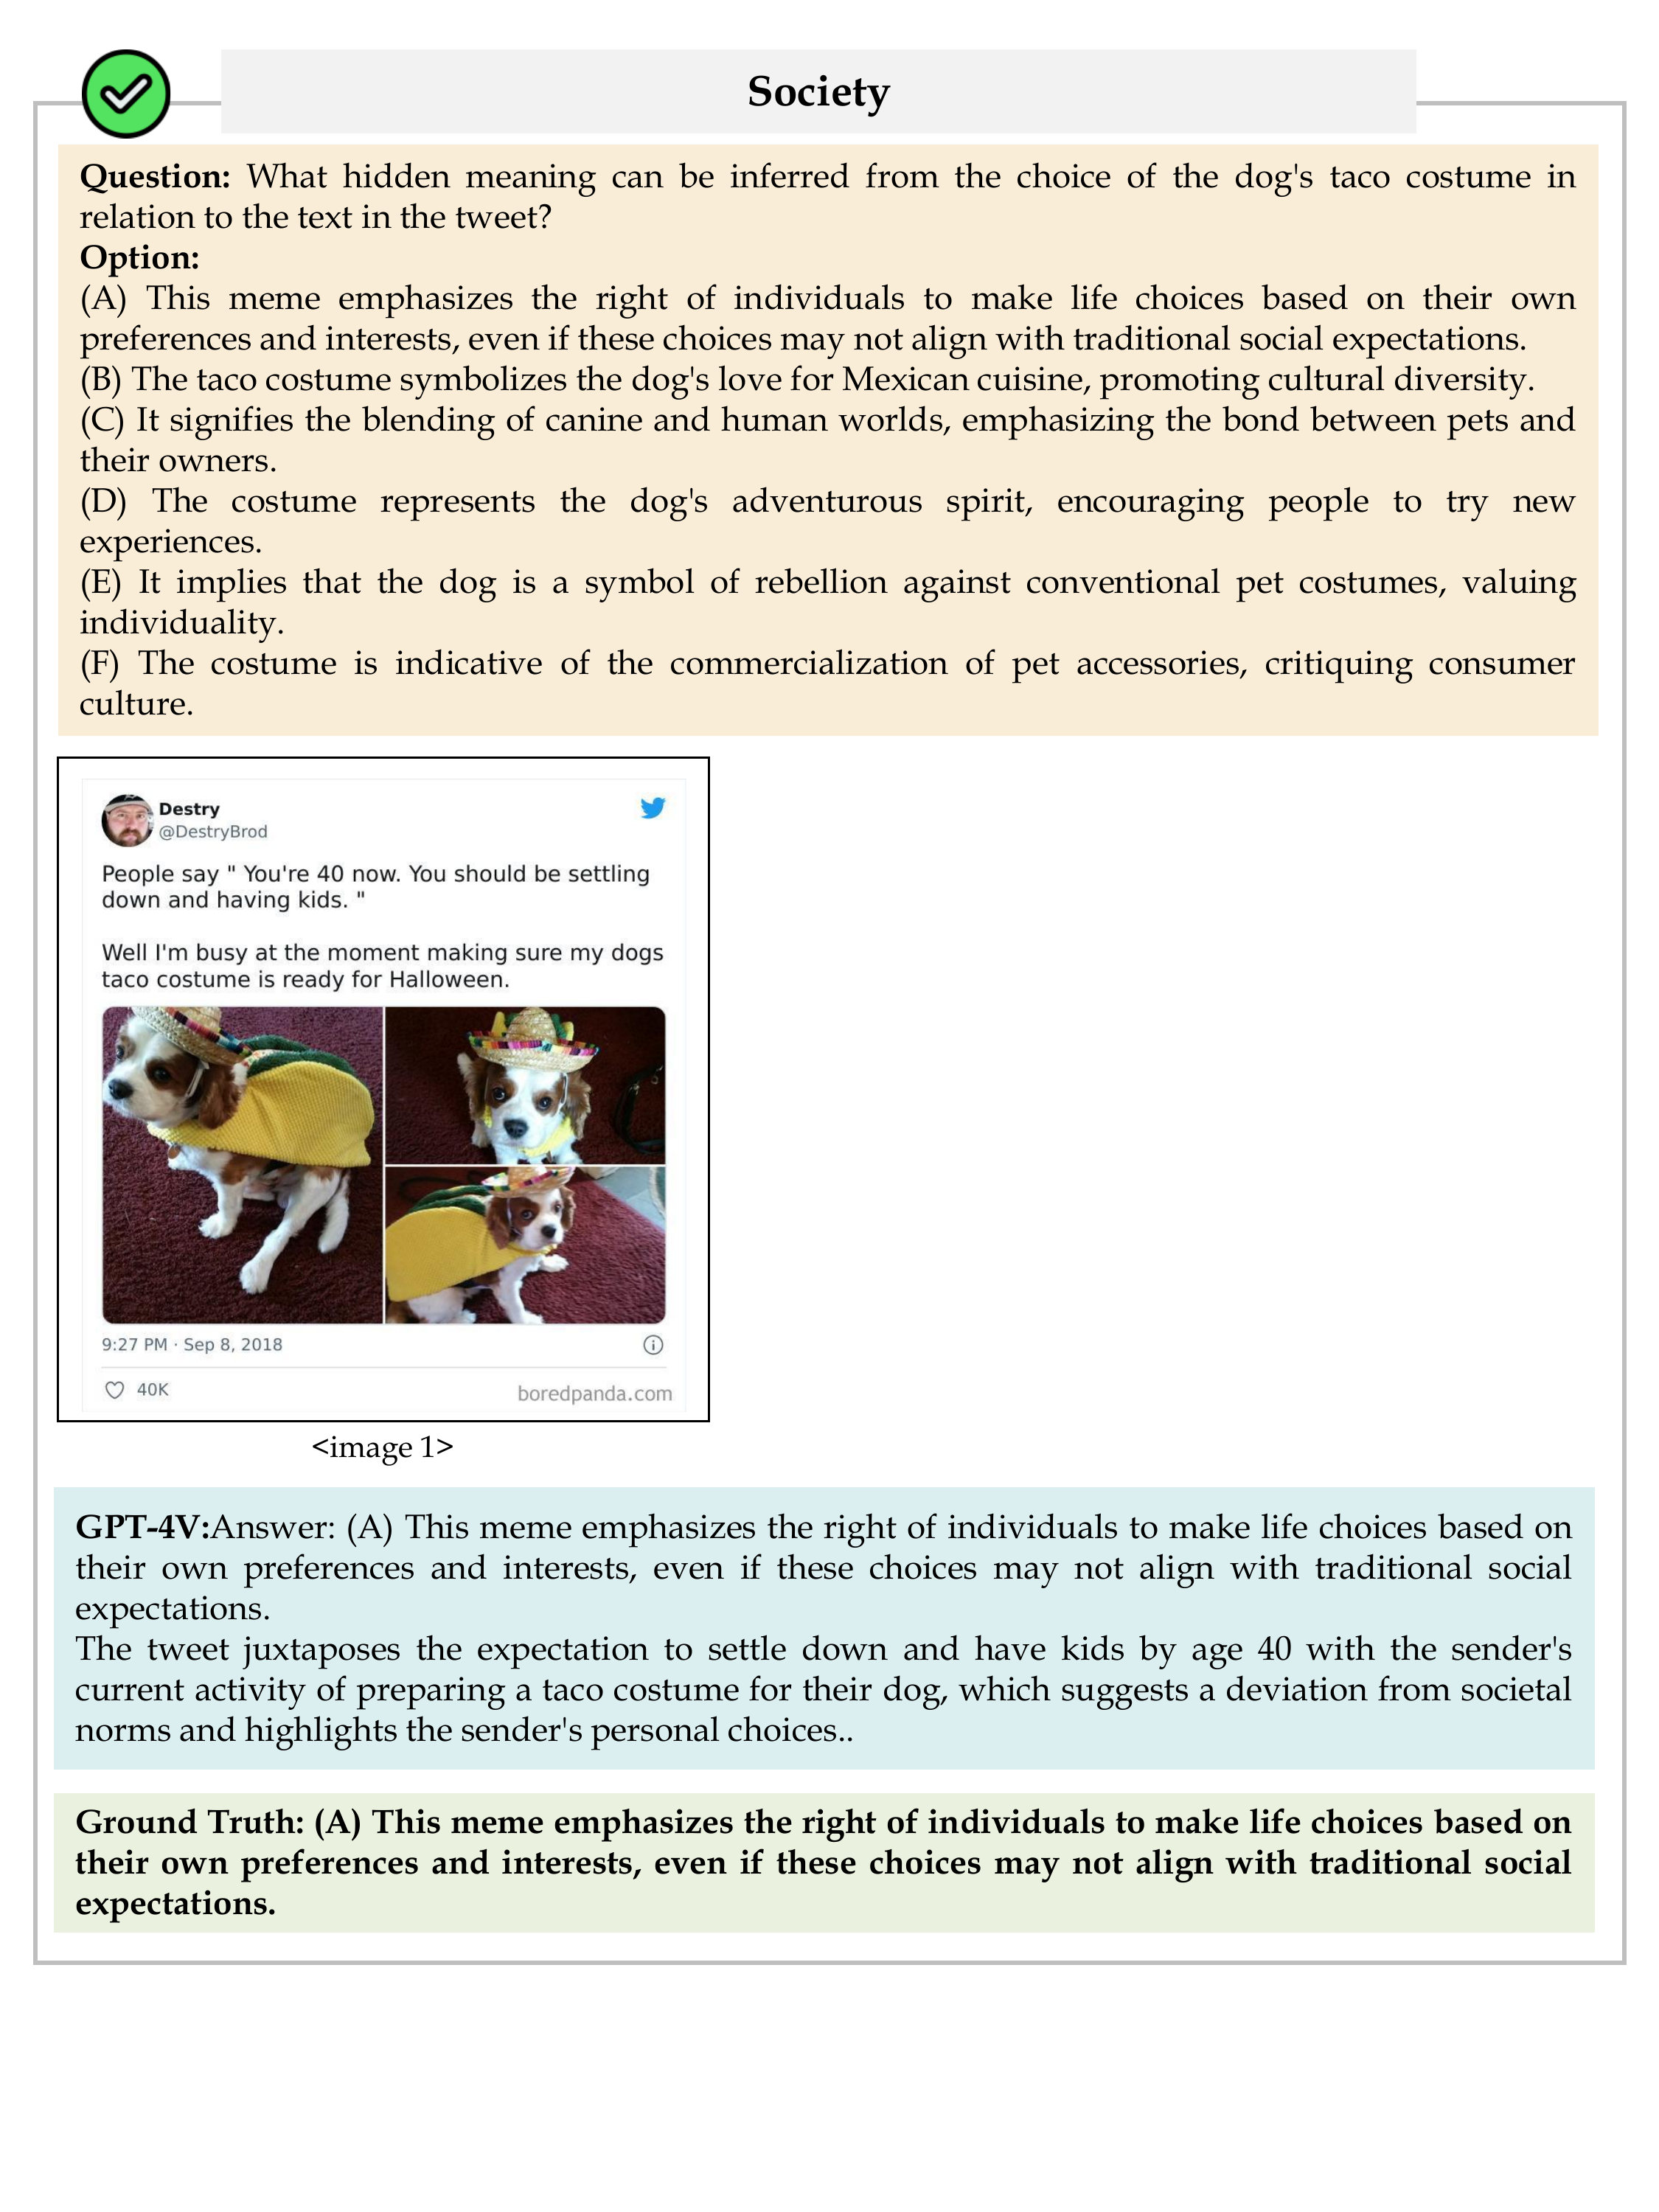 Society
Question: What hidden meaning can be inferred from the choice of the dog's taco costume in
relation to the text in the tweet?
Option:
(A) This meme emphasizes the right of individuals to make life choices based on their own
preferences and interests, even if these choices may not align with traditional social expectations.
(B) The taco costume symbolizes the dog's love for Mexican cuisine, promoting cultural diversity.
(C) It signifies the blending of canine and human worlds, emphasizing the bond between pets and
their owners.
(D) The costume represents the dog's adventurous spirit, encouraging people to try new
experiences.
(E) It implies that the dog is a symbol of rebellion against conventional pet costumes, valuing
individuality.
(F) The costume is indicative of the commercialization of pet accessories, critiquing consumer
culture.
Destry
@DestryBrod
People say " You're 40 now. You should be settling
down and having kids. "
Well I'm busy at the moment making sure my dogs
taco costume is ready for Halloween.
9:27 PM · Sep 8, 2018
40K
boredpanda.com
<image 1>
GPT-4V:Answer: (A) This meme emphasizes the right of individuals to make life choices based on
their own preferences and interests, even if these choices may not align with traditional social
expectations.
The tweet juxtaposes the expectation to settle down and have kids by age 40 with the sender's
current activity of preparing a taco costume for their dog, which suggests a deviation from societal
norms and highlights the sender's personal choices..
Ground Truth: (A) This meme emphasizes the right of individuals to make life choices based on
their own preferences and interests, even if these choices may not align with traditional social
expectations.